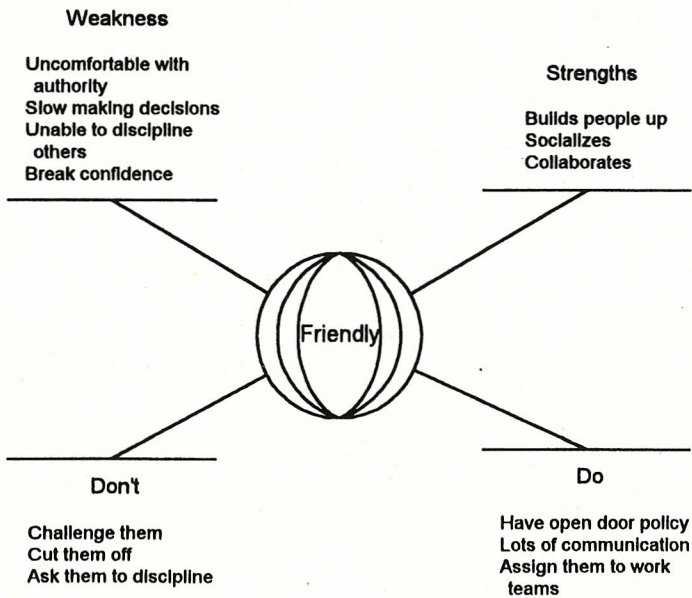 Weakness
Uncomfortable with
authority
Slow making decisions
Unable to discipline
others
Break confidence
Strengths
Builds people up
Socializes
Collaborates
Friendly
Don't
Challenge them
Cut them off
Ask them to discipline
Do
Have open door policy
Lots of communication
Assign them to work
teams